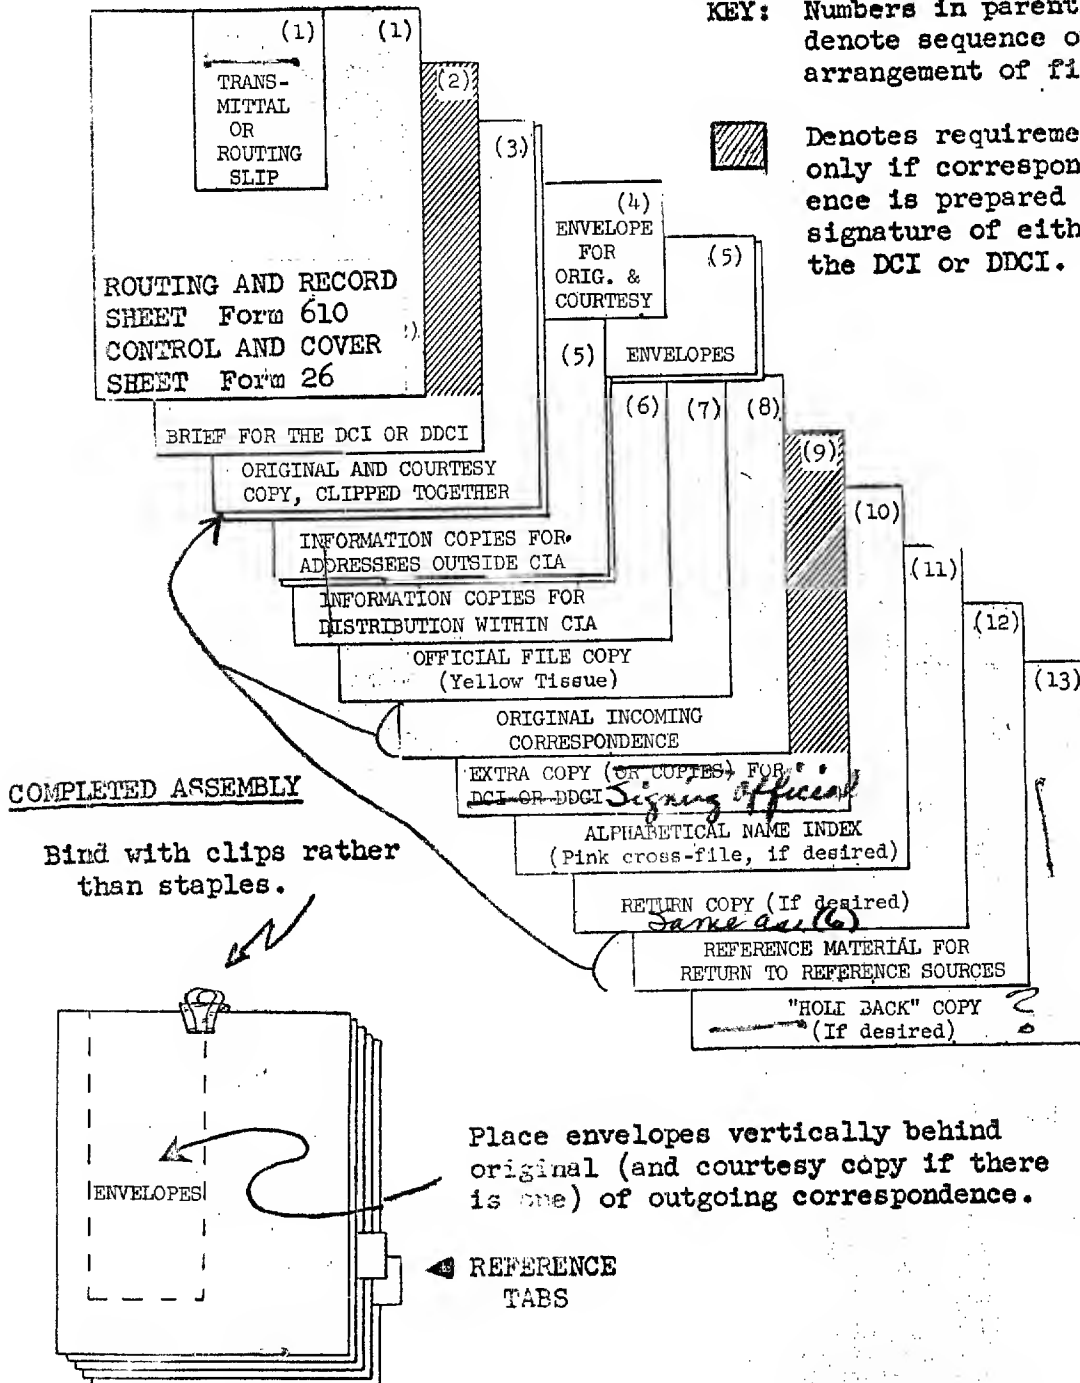 KEY: Numbers in parent
denote sequence o
arrangement of fi
Denotes requireme
only if correspon
ence is prepared
signature of eith
the DCI or DDCI.
(1)
(1)
TRANS-
MITTAL
OR
ROUTING
SLIP
ROUTING AND RECORD
SHEET Form 610
CONTROL AND COVER
SHEET Form 26
(2)
BRIEF FOR THE DCI OR DDCI
(3)
ORIGINAL AND COURTESY
COPY, CLIPPED TOGETHER
(4)
ENVELOPE
FOR
ORIG. &
COURTESY
(5)
ENVELOPES
(5)
INFORMATION COPIES FOR
ADDRESSEES OUTSIDE CIA
(6)
INFORMATION COPIES FOR
DISTRIBUTION WITHIN CIA
(7)
OFFICIAL FILE COPY
(Yellow Tissue)
(8)
ORIGINAL INCOMING
CORRESPONDENCE
(9)
EXTRA COPY (OR COPIES) FOR
DCI OR DDCI Signing Official
(10)
ALPHABETICAL NAME INDEX
(Pink cross-file, if desired)
(11)
RETURN COPY (If desired)
Same as (6)
(12)
REFERENCE MATERIAL FOR
RETURN TO REFERENCE SOURCES
(13)
"HOLD BACK" COPY ?
(If desired)
COMPLETED ASSEMBLY
Bind with clips rather
than staples.
ENVELOPES
Place envelopes vertically behind
original (and courtesy copy if there
is one) of outgoing correspondence.
REFERENCE
TABS